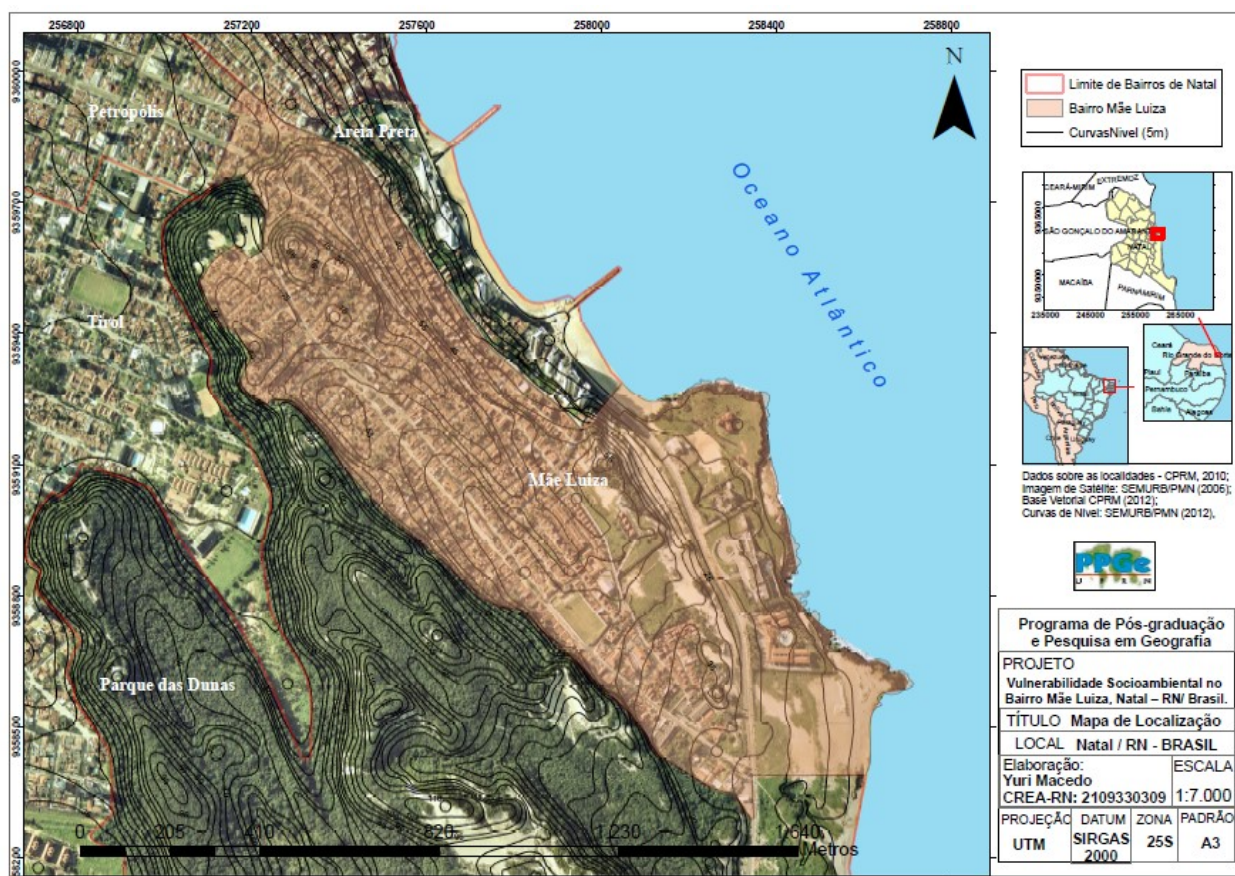 256800 257200 257600 258000 258400 258800
9360000
9359700
9359400
9359100
9358800
9358500
9358200
Petropólis
Areia Preta
Tirol
Mãe Luiza
Parque das Dunas
Oceano Atlântico
N
0 205 410 820 1.230 1.640
Metros
Limite de Bairros de Natal
Bairro Mãe Luiza
CurvasNivel (5m)
CEARÁ-MIRIM EXTREMOZ
SÃO GONÇALO DO AMARANT
NATAL
MACAÍBA
PARNAMIRIM
9365000
9350000
235000 245000 255000 265000
Ceará
Rio Grande do Norte
Piauí
Paraíba
Pernambuco
Bahia
Alagoas
Dados sobre as localidades - CPRM, 2010;
Imagem de Satélite: SEMURB/PMN (2006);
Base Vetorial CPRM (2012);
Curvas de Nivel: SEMURB/PMN (2012),
PPGe
U F R N
Programa de Pós-graduação
e Pesquisa em Geografia
PROJETO
Vulnerabilidade Socioambiental no
Bairro Mãe Luiza, Natal – RN/ Brasil.
TÍTULO Mapa de Localização
LOCAL Natal / RN - BRASIL
Elaboração:
Yuri Macedo
CREA-RN: 2109330309
ESCALA
1:7.000
PROJEÇÃO
UTM
DATUM
SIRGAS
2000
ZONA
25S
PADRÃO
A3